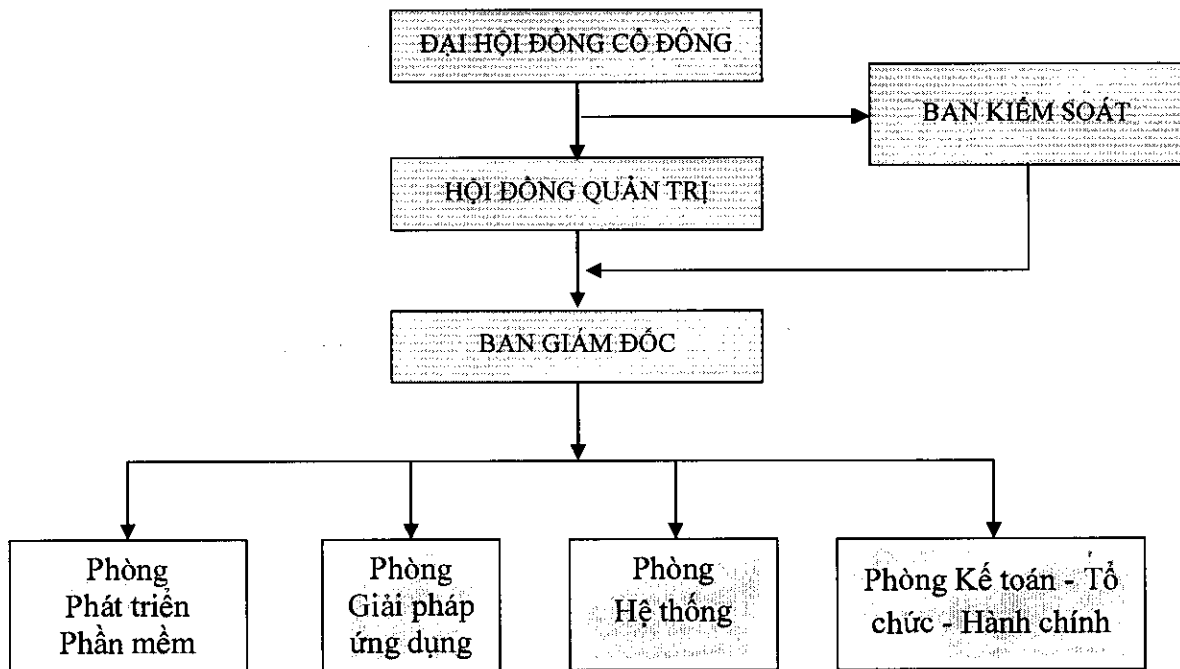 ĐẠI HỘI ĐỒNG CỔ ĐÔNG
BAN KIỂM SOÁT
HỘI ĐỒNG QUẢN TRỊ
BAN GIÁM ĐỐC
Phòng
Phát triển
Phần mềm
Phòng
Giải pháp
ứng dụng
Phòng
Hệ thống
Phòng Kế toán - Tổ
chức - Hành chính